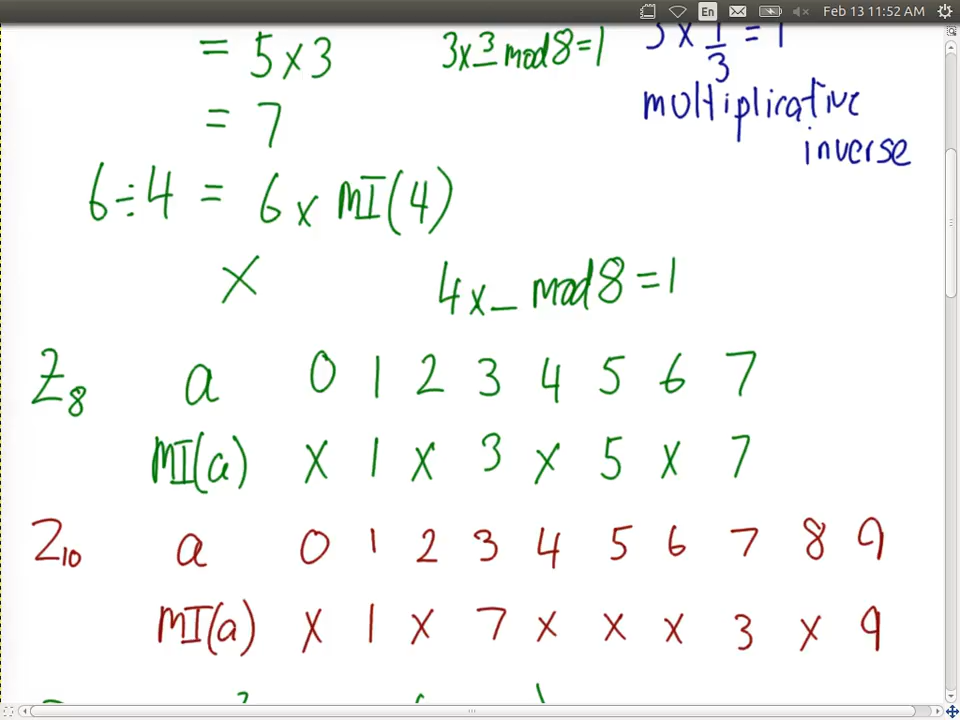 En Feb 13 11:52 AM
= 5 x 3 3 x 3 mod 8 = 1 3 x 1/3 = 1
= 7 multiplicative
inverse
6 ÷ 4 = 6 x MI(4)
X 4 x _ mod 8 = 1
Z8 a 0 1 2 3 4 5 6 7
MI(a) X 1 X 3 X 5 X 7
Z10 a 0 1 2 3 4 5 6 7 8 9
MI(a) X 1 X 7 X X X 3 X 9